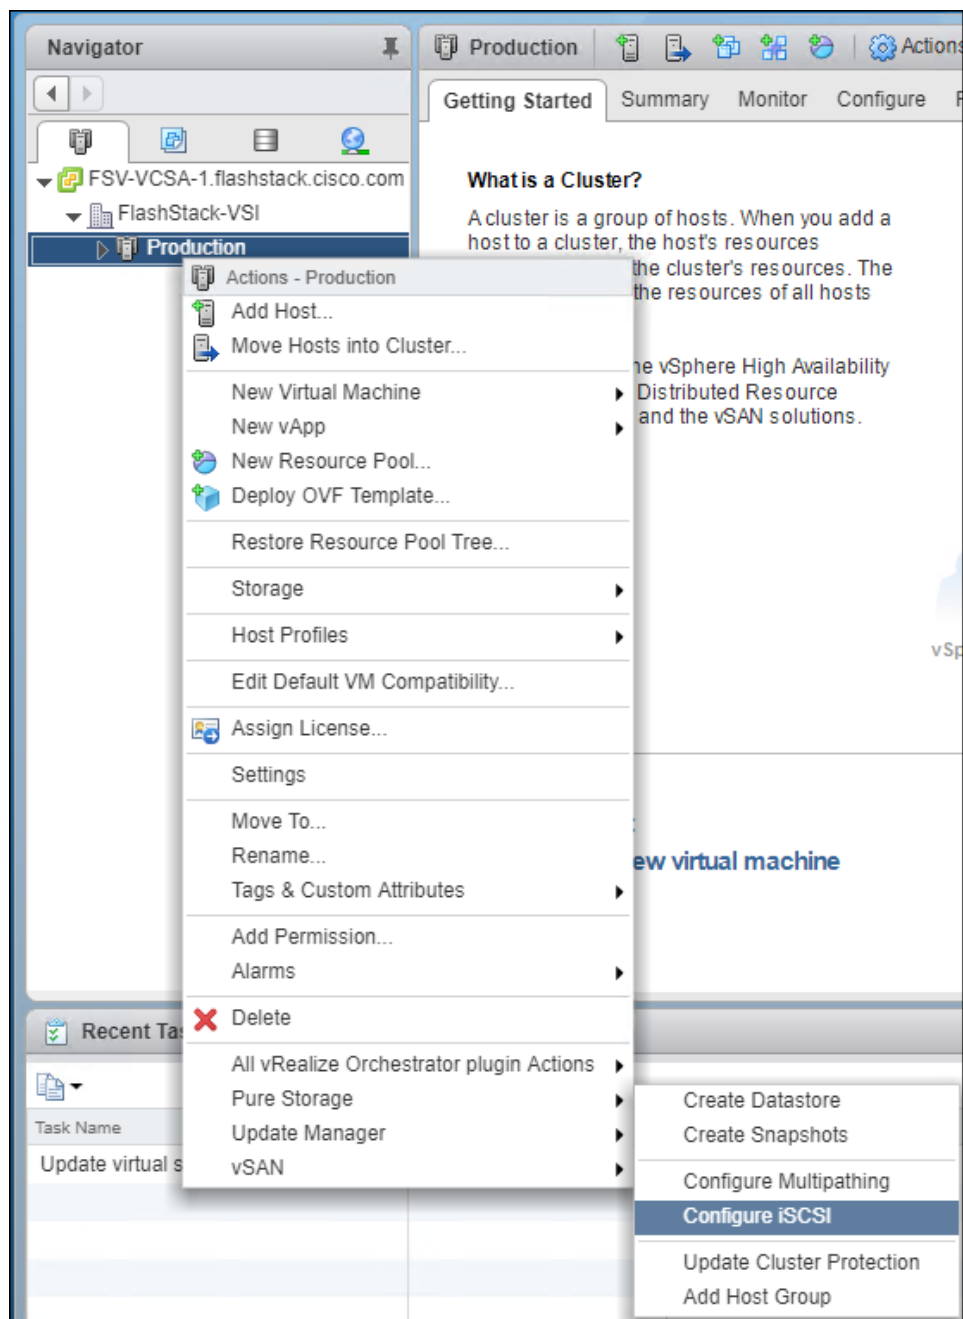 Navigator
Production
Actions
Getting Started
Summary
Monitor
Configure
FSV-VCSA-1.flashstack.cisco.com
FlashStack-VSI
Production
What is a Cluster?
A cluster is a group of hosts. When you add a
host to a cluster, the host's resources
the cluster's resources. The
the resources of all hosts
vSphere High Availability
Distributed Resource
and the vSAN solutions.
Actions - Production
Add Host...
Move Hosts into Cluster...
New Virtual Machine
New vApp
New Resource Pool...
Deploy OVF Template...
Restore Resource Pool Tree...
Storage
Host Profiles
Edit Default VM Compatibility...
Assign License...
Settings
Move To...
Rename...
Tags & Custom Attributes
Add Permission...
Alarms
Delete
All vRealize Orchestrator plugin Actions
Pure Storage
Update Manager
vSAN
vSp
ew virtual machine
Recent Ta
Task Name
Update virtual s
Create Datastore
Create Snapshots
Configure Multipathing
Configure iSCSI
Update Cluster Protection
Add Host Group